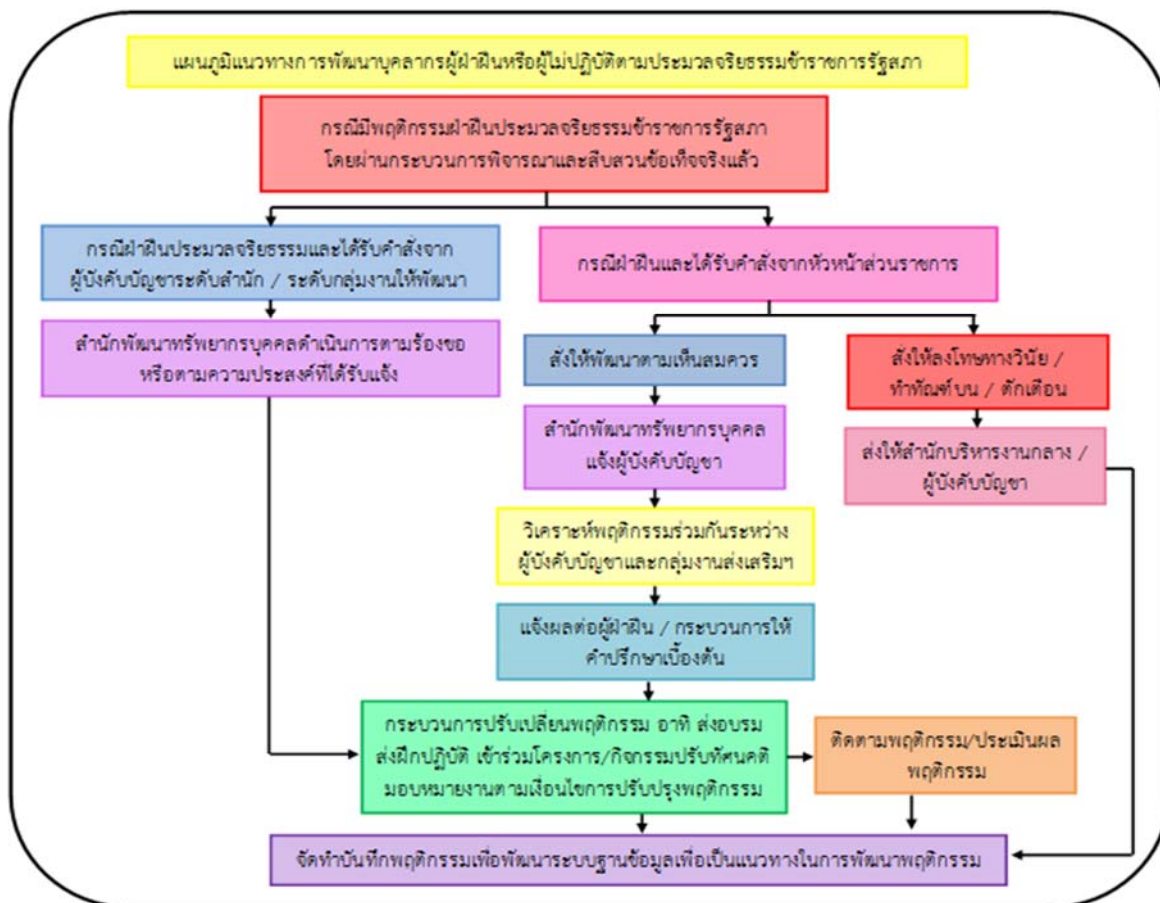 แผนภูมิแนวทางการพัฒนาบุคลากรผู้ฝ่าฝืนหรือผู้ไม่ปฏิบัติตามประมวลจริยธรรมข้าราชการรัฐสภา
กรณีมีพฤติกรรมฝ่าฝืนประมวลจริยธรรมข้าราชการรัฐสภา
โดยผ่านกระบวนการพิจารณาและสืบสวนข้อเท็จจริงแล้ว
กรณีฝ่าฝืนประมวลจริยธรรมและได้รับคำสั่งจาก
ผู้บังคับบัญชาระดับสำนัก / ระดับกลุ่มงานให้พัฒนา
กรณีฝ่าฝืนและได้รับคำสั่งจากหัวหน้าส่วนราชการ
สำนักพัฒนาทรัพยากรบุคคลดำเนินการตามร้องขอ
หรือตามความประสงค์ที่ได้รับแจ้ง
สั่งให้พัฒนาตามเห็นสมควร
สั่งให้ลงโทษทางวินัย /
ทำทัณฑ์บน / ตักเตือน
สำนักพัฒนาทรัพยากรบุคคล
แจ้งผู้บังคับบัญชา
ส่งให้สำนักบริหารงานกลาง /
ผู้บังคับบัญชา
วิเคราะห์พฤติกรรมร่วมกันระหว่าง
ผู้บังคับบัญชาและกลุ่มงานส่งเสริมฯ
แจ้งผลต่อผู้ฝ่าฝืน / กระบวนการให้
คำปรึกษาเบื้องต้น
กระบวนการปรับเปลี่ยนพฤติกรรม อาทิ ส่งอบรม
ส่งฝึกปฏิบัติ เข้าร่วมโครงการ/กิจกรรมปรับทัศนคติ
มอบหมายงานตามเงื่อนไขการปรับปรุงพฤติกรรม
ติดตามพฤติกรรม/ประเมินผล
พฤติกรรม
จัดทำบันทึกพฤติกรรมเพื่อพัฒนาระบบฐานข้อมูลเพื่อเป็นแนวทางในการพัฒนาพฤติกรรม